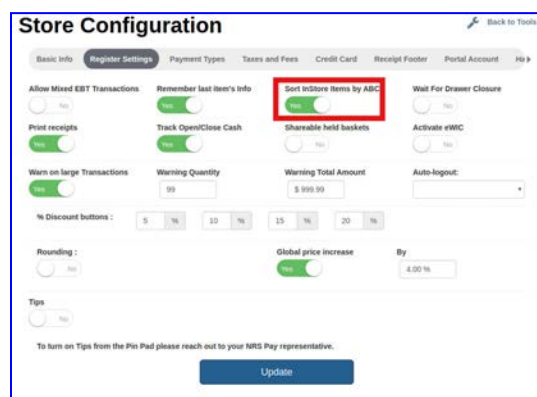 Store Configuration
Back to Tools
Basic Info Register Settings Payment Types Taxes and Fees Credit Card Receipt Footer Portal Account
Allow Mixed EBT Transactions Remember last item's Info Sort InStore Items by ABC Wait For Drawer Closure
No Yes Yes No
Print receipts Track Open/Close Cash Shareable held baskets Activate eWIC
Yes Yes No No
Warn on large Transactions Warning Quantity Warning Total Amount Auto-logout:
Yes 99 $ 999.99
% Discount buttons : 5 % 10 % 15 % 20 %
Rounding : Global price increase By
No Yes 4.00 %
Tips
No
To turn on Tips from the Pin Pad please reach out to your NRS Pay representative.
Update